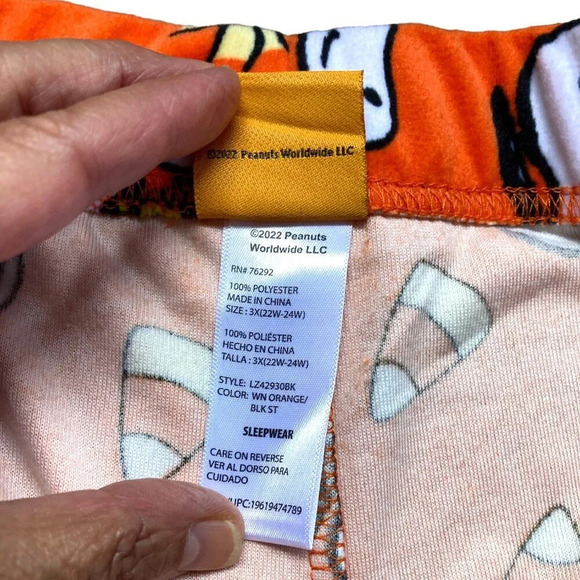 ©2022 Peanuts Worldwide LLC
©2022 Peanuts
Worldwide LLC
RN# 76292
100% POLYESTER
MADE IN CHINA
SIZE : 3X(22W-24W)
100% POLIÉSTER
HECHO EN CHINA
TALLA : 3X(22W-24W)
STYLE: LZ42930BK
COLOR: WN ORANGE/
BLK ST
SLEEPWEAR
CARE ON REVERSE
VER AL DORSO PARA
CUIDADO
/UPC:19619474789